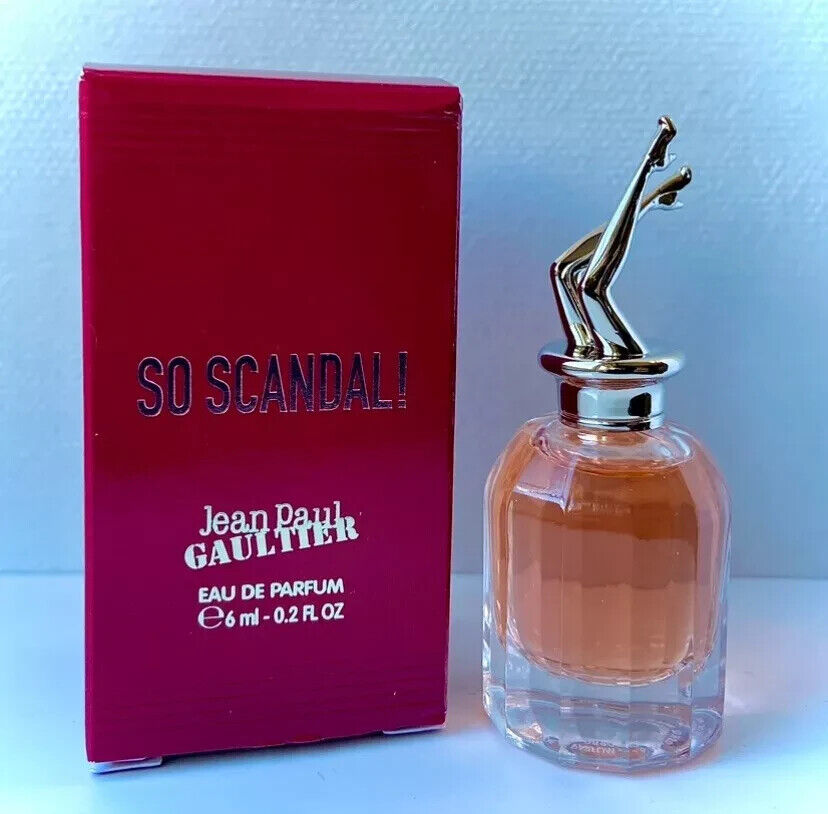 SO SCANDAL!
Jean Paul
GAULTIER
EAU DE PARFUM
℮6 ml - 0.2 FL OZ